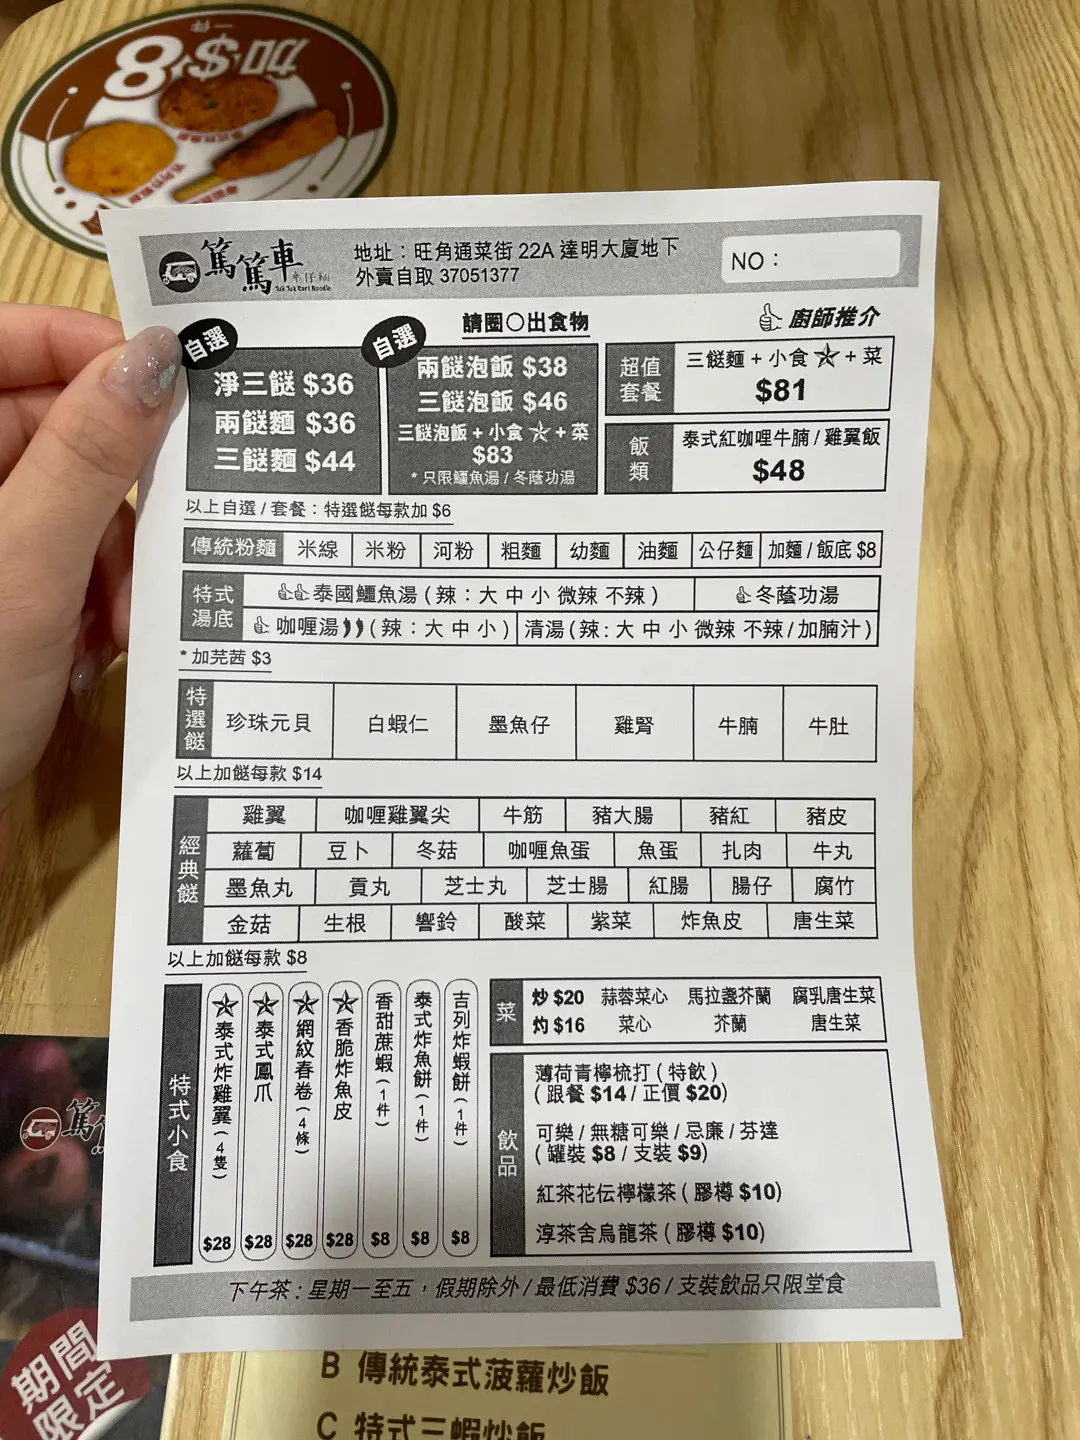 加$8
一件
篤篤車
車仔麵
Tuk Tuk Cart Noodle
地址：旺角通菜街 22A 達明大廈地下
外賣自取 37051377
NO：
請圈○出食物
廚師推介
自選
淨三餸 $36
兩餸麵 $36
三餸麵 $44
自選
兩餸泡飯 $38
三餸泡飯 $46
三餸泡飯 + 小食 ★ + 菜
$83
* 只限鱷魚湯 / 冬蔭功湯
超值套餐
三餸麵 + 小食 ★ + 菜
$81
飯類
泰式紅咖哩牛腩 / 雞翼飯
$48
以上自選 / 套餐：特選餸每款加 $6
傳統粉麵 米線 米粉 河粉 粗麵 幼麵 油麵 公仔麵 加麵 / 飯底 $8
特式湯底
泰國鱷魚湯 ( 辣：大 中 小 微辣 不辣 ) 冬蔭功湯
咖喱湯 ( 辣：大 中 小 ) 清湯 ( 辣: 大 中 小 微辣 不辣 / 加腩汁 )
* 加芫茜 $3
特選餸
珍珠元貝 白蝦仁 墨魚仔 雞腎 牛腩 牛肚
以上加餸每款 $14
經典餸
雞翼 咖喱雞翼尖 牛筋 豬大腸 豬紅 豬皮
蘿蔔 豆卜 冬菇 咖喱魚蛋 魚蛋 扎肉 牛丸
墨魚丸 貢丸 芝士丸 芝士腸 紅腸 腸仔 腐竹
金菇 生根 響鈴 酸菜 紫菜 炸魚皮 唐生菜
以上加餸每款 $8
特式小食
★泰式炸雞翼 (4隻) $28
★泰式鳳爪 $28
★網紋春卷 (4條) $28
★香脆炸魚皮 $28
香甜蔗蝦 (1件) $8
泰式炸魚餅 (1件) $8
吉列炸蝦餅 (1件) $8
菜
炒 $20 蒜蓉菜心 馬拉盞芥蘭 腐乳唐生菜
灼 $16 菜心 芥蘭 唐生菜
飲品
薄荷青檸梳打 ( 特飲 )
( 跟餐 $14 / 正價 $20)
可樂 / 無糖可樂 / 忌廉 / 芬達
( 罐裝 $8 / 支裝 $9)
紅茶花伝檸檬茶 ( 膠樽 $10)
淳茶舍烏龍茶 ( 膠樽 $10)
下午茶 : 星期一至五，假期除外 / 最低消費 $36 / 支裝飲品只限堂食
篤
期間
限定
B 傳統泰式菠蘿炒飯
C 特式三蝦炒飯